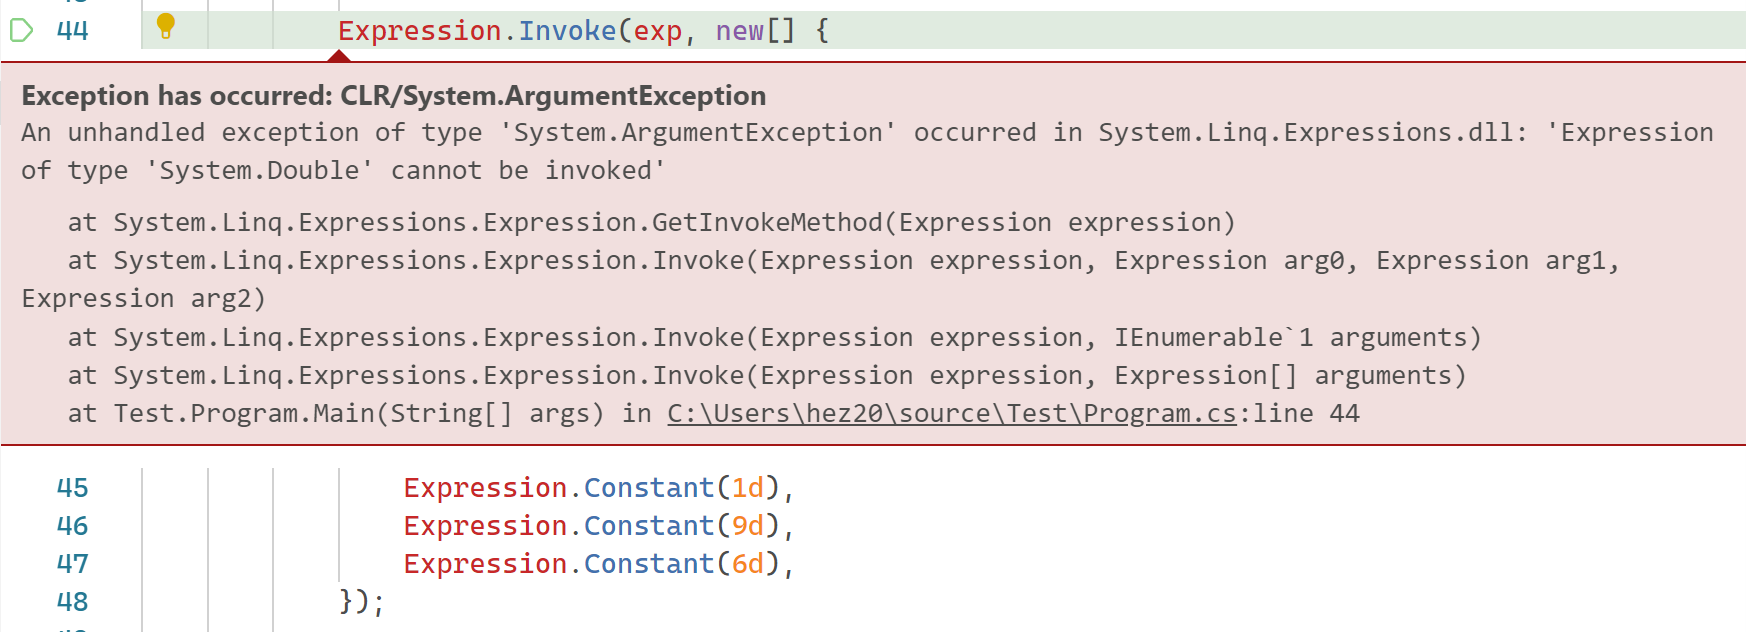 44 Expression.Invoke(exp, new[] {
Exception has occurred: CLR/System.ArgumentException
An unhandled exception of type 'System.ArgumentException' occurred in System.Linq.Expressions.dll: 'Expression
of type 'System.Double' cannot be invoked'
at System.Linq.Expressions.Expression.GetInvokeMethod(Expression expression)
at System.Linq.Expressions.Expression.Invoke(Expression expression, Expression arg0, Expression arg1,
Expression arg2)
at System.Linq.Expressions.Expression.Invoke(Expression expression, IEnumerable`1 arguments)
at System.Linq.Expressions.Expression.Invoke(Expression expression, Expression[] arguments)
at Test.Program.Main(String[] args) in C:\Users\hez20\source\Test\Program.cs:line 44
45 Expression.Constant(1d),
46 Expression.Constant(9d),
47 Expression.Constant(6d),
48 });